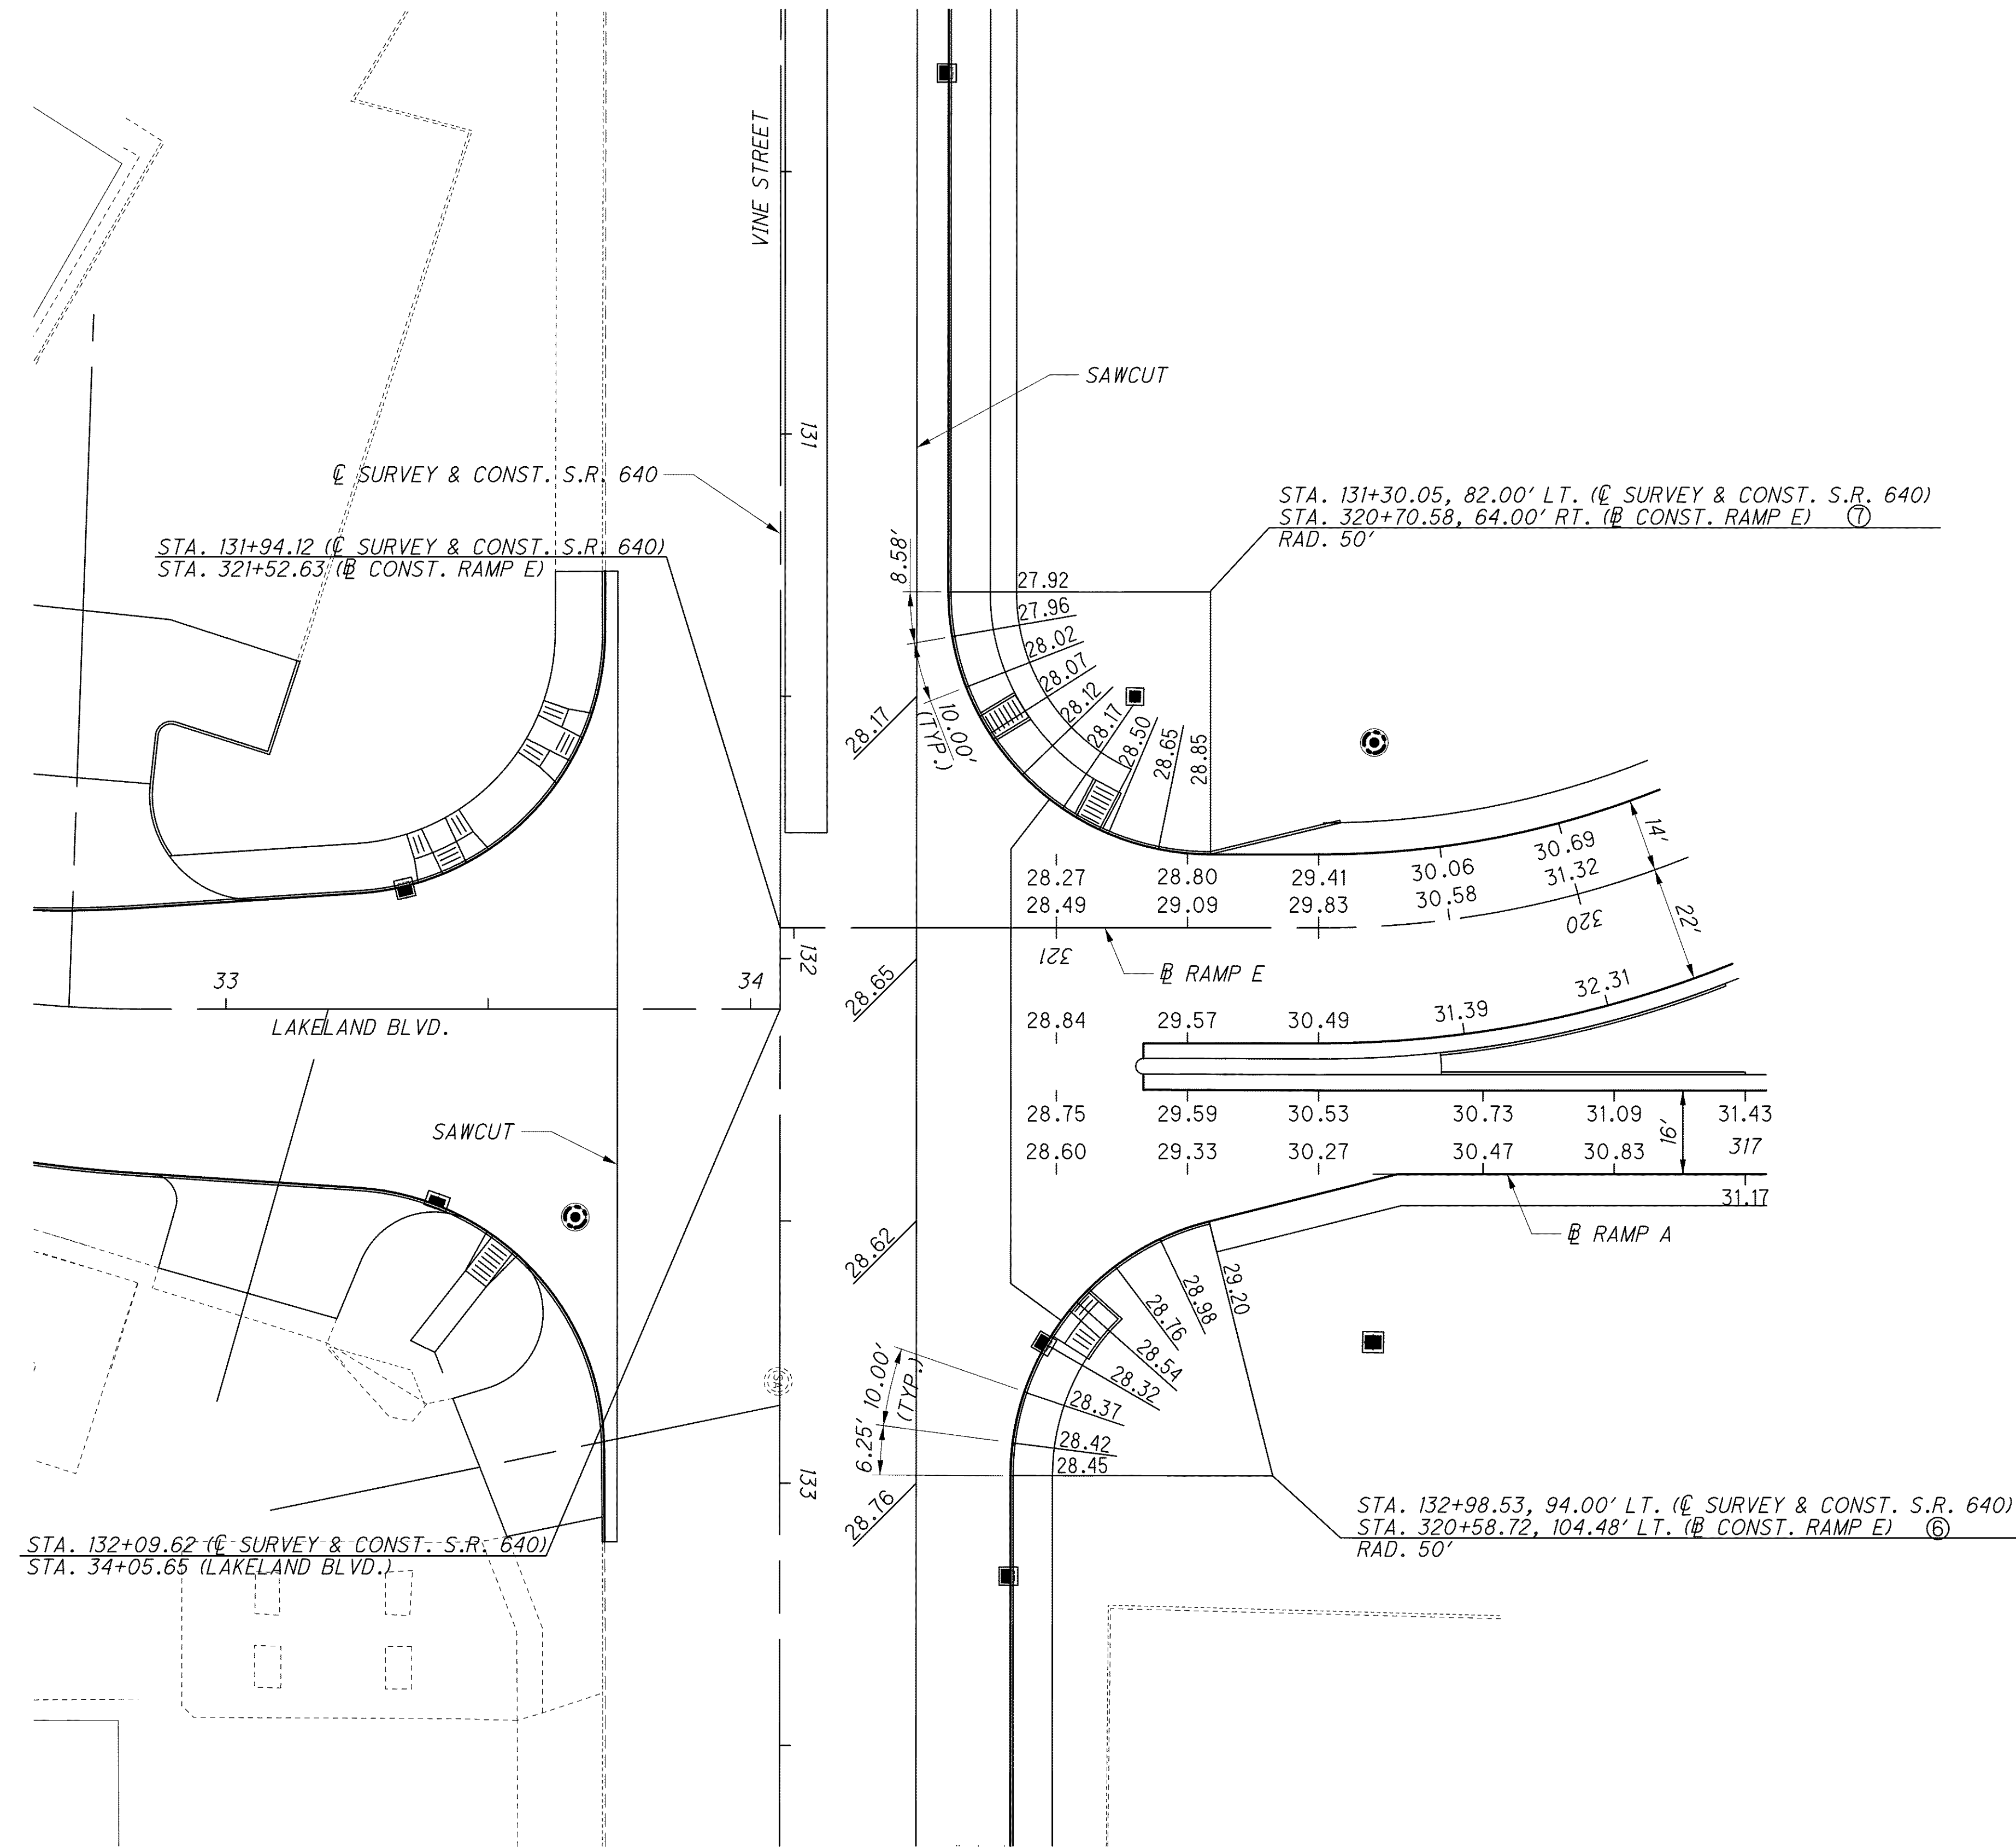 VINE STREET
SAWCUT
131
℄ SURVEY & CONST. S.R. 640
STA. 131+94.12 (℄ SURVEY & CONST. S.R. 640)
STA. 321+52.63 (B/L CONST. RAMP E)
STA. 131+30.05, 82.00' LT. (℄ SURVEY & CONST. S.R. 640)
STA. 320+70.58, 64.00' RT. (B/L CONST. RAMP E) 7
RAD. 50'
8.58'
10.00'
(TYP.)
27.92
27.96
28.02
28.07
28.12
28.17
28.50
28.65
28.85
28.17
28.27 28.80 29.41 30.06 30.69
28.49 29.09 29.83 30.58 31.32
14'
22'
321
320
B/L RAMP E
132
28.65
33
34
LAKELAND BLVD.
28.84 29.57 30.49 31.39 32.31
28.75 29.59 30.53 30.73 31.09 31.43
28.60 29.33 30.27 30.47 30.83
16'
317
31.17
SAWCUT
B/L RAMP A
28.62
29.20
28.98
28.76
28.54
28.32
28.37
28.42
28.45
10.00'
(TYP.)
6.25'
28.76
133
SA
STA. 132+98.53, 94.00' LT. (℄ SURVEY & CONST. S.R. 640)
STA. 320+58.72, 104.48' LT. (B/L CONST. RAMP E) 6
RAD. 50'
STA. 132+09.62 (℄ SURVEY & CONST. S.R. 640)
STA. 34+05.65 (LAKELAND BLVD.)